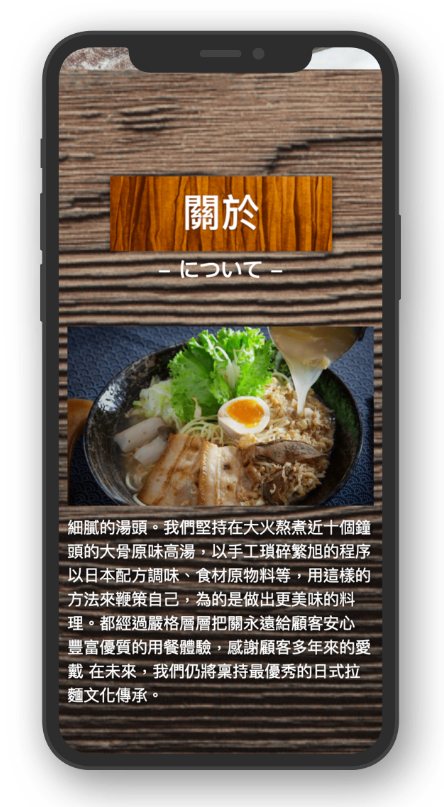 關於
– について –
細膩的湯頭。我們堅持在大火熬煮近十個鐘
頭的大骨原味高湯，以手工瑣碎繁旭的程序
以日本配方調味、食材原物料等，用這樣的
方法來鞭策自己，為的是做出更美味的料
理。都經過嚴格層層把關永遠給顧客安心
豐富優質的用餐體驗，感謝顧客多年來的愛
戴 在未來，我們仍將稟持最優秀的日式拉
麵文化傳承。